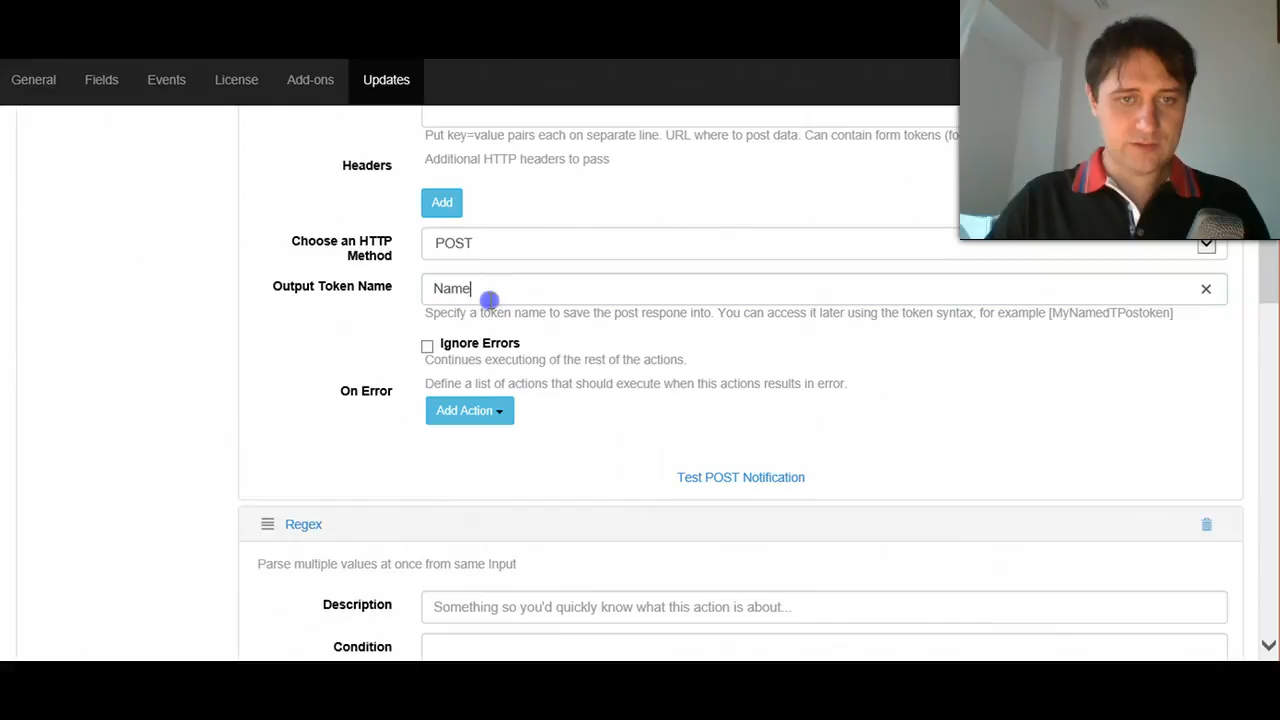 General Fields Events License Add-ons Updates
Put key=value pairs each on separate line. URL where to post data. Can contain form tokens (fo
Headers
Additional HTTP headers to pass
Add
Choose an HTTP Method
POST
Output Token Name
Name
Specify a token name to save the post respone into. You can access it later using the token syntax, for example [MyNamedTPostoken]
Ignore Errors
Continues executiong of the rest of the actions.
On Error
Define a list of actions that should execute when this actions results in error.
Add Action
Test POST Notification
Regex
Parse multiple values at once from same Input
Description
Something so you'd quickly know what this action is about...
Condition